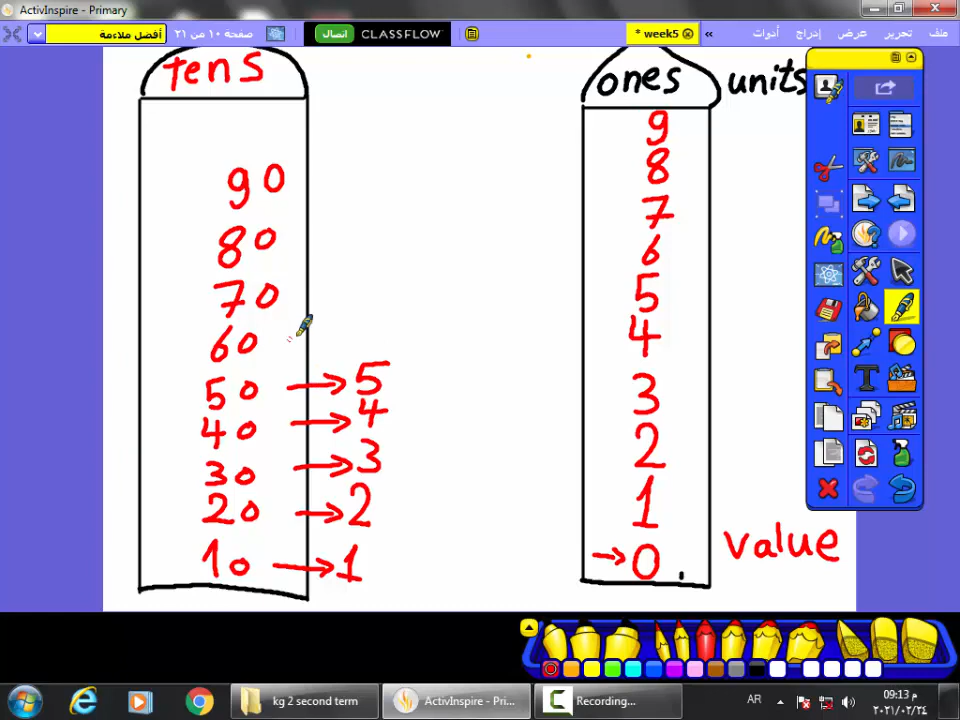 ActivInspire - Primary
ملف
تحرير
عرض
إدراج
أدوات
»
week5 *
CLASSFLOW
اتصال
صفحة ١٠ من ٢١
أفضل ملاءمة
tens
90
80
70
60
50 → 5
40 → 4
30 → 3
20 → 2
10 → 1
ones units
9
8
7
6
5
4
3
2
1
→ 0
value
kg 2 second term
ActivInspire - Pri...
Recording...
AR
09:13 م
٢٠٢١/٠٢/٢٤